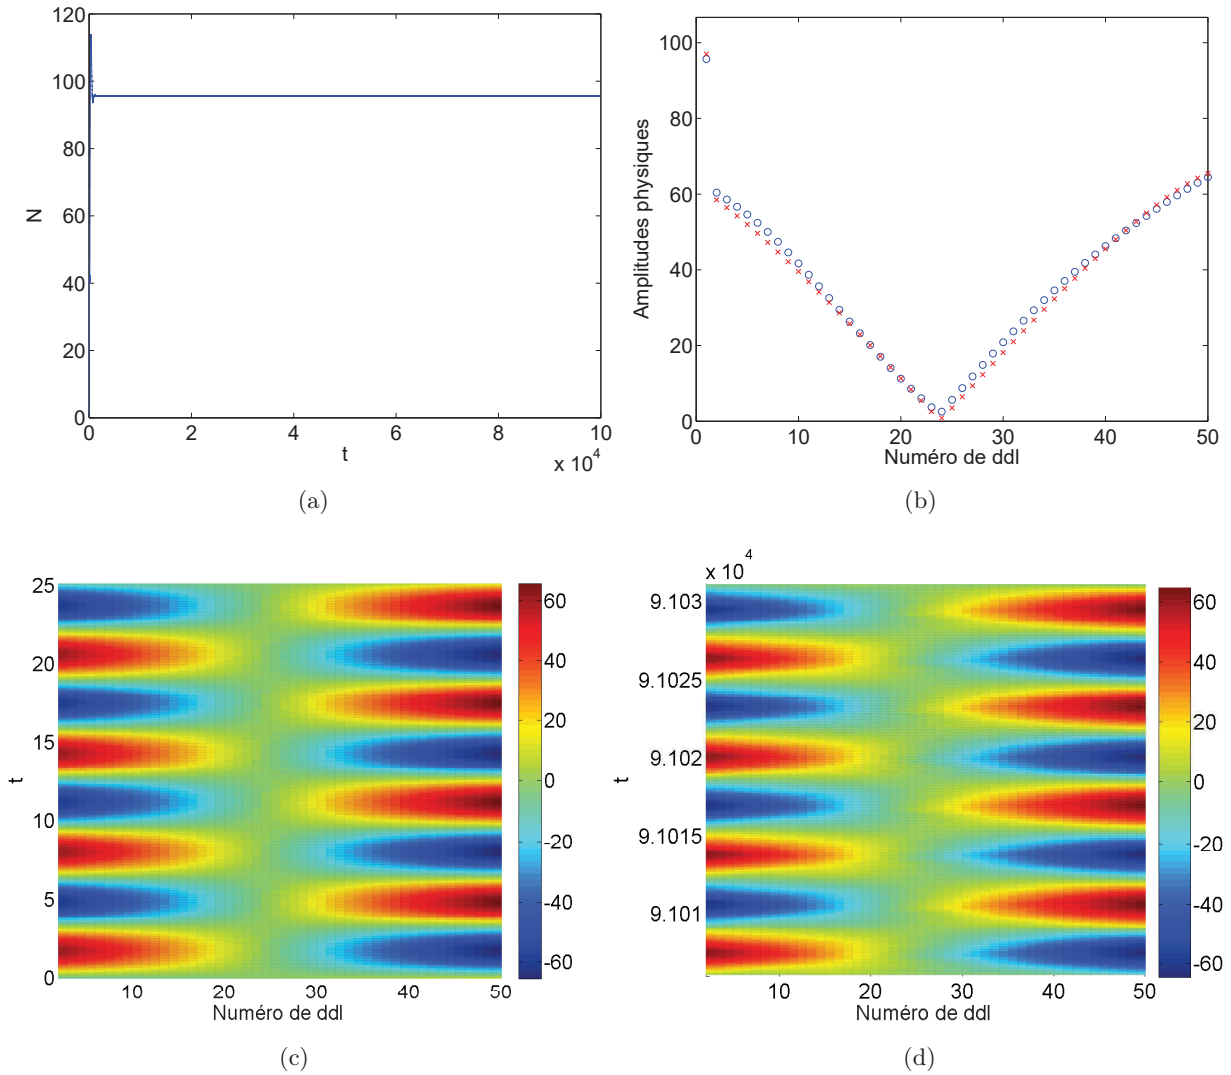 120
100
80
60
40
20
0
N
0 2 4 6 8 10
t
x 10^4
(a)
100
80
60
40
20
0
Amplitudes physiques
0 10 20 30 40 50
Numéro de ddl
(b)
25
20
15
10
5
0
t
10 20 30 40 50
Numéro de ddl
60
40
20
0
-20
-40
-60
(c)
x 10^4
9.103
9.1025
9.102
9.1015
9.101
t
10 20 30 40 50
Numéro de ddl
60
40
20
0
-20
-40
-60
(d)